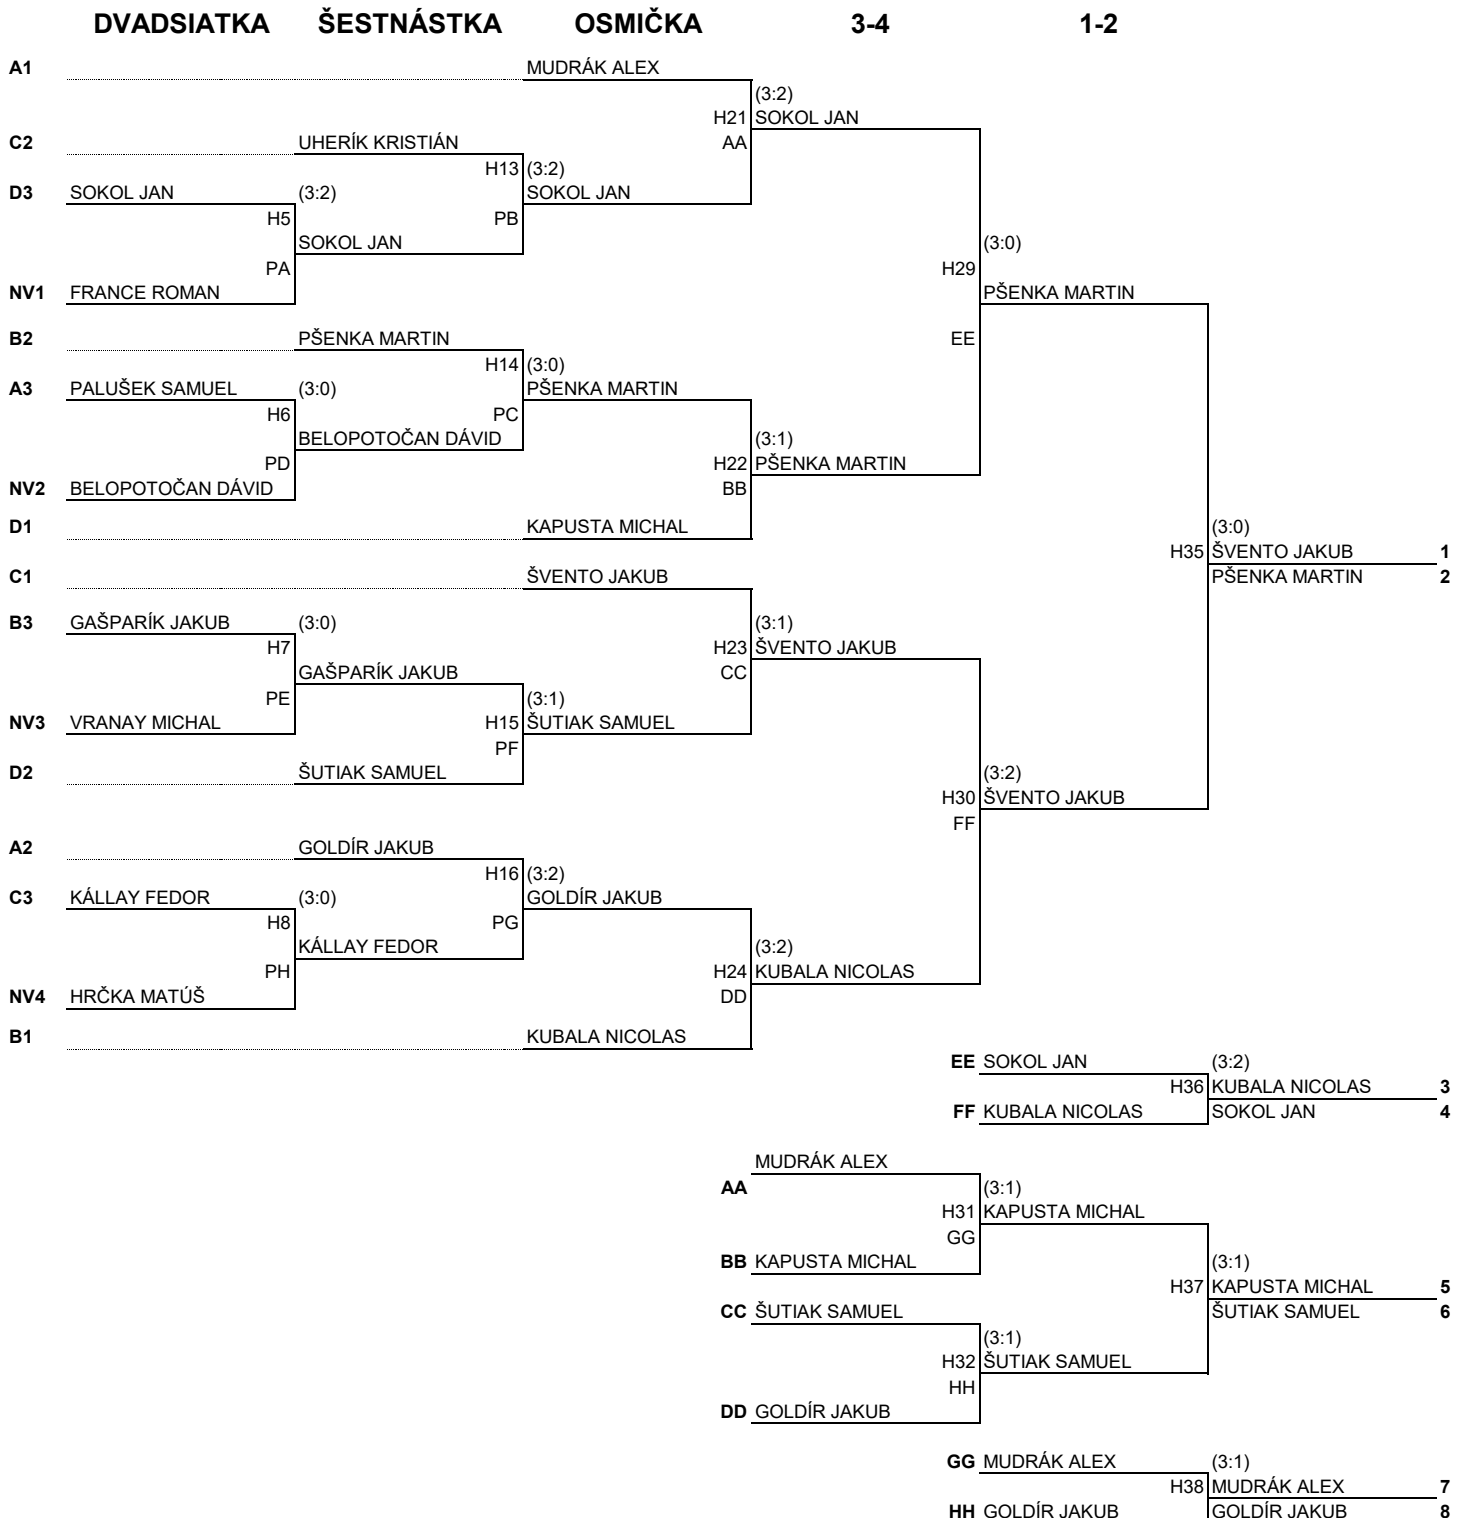 DVADSIATKA ŠESTNÁSTKA OSMIČKA 3-4 1-2
A1 MUDRÁK ALEX
(3:2)
H21 SOKOL JAN
C2 UHERÍK KRISTIÁN AA
H13 (3:2)
D3 SOKOL JAN (3:2) SOKOL JAN
H5 PB
SOKOL JAN (3:0)
PA H29
NV1 FRANCE ROMAN PŠENKA MARTIN
B2 PŠENKA MARTIN EE
H14 (3:0)
A3 PALUŠEK SAMUEL (3:0) PŠENKA MARTIN
H6 PC
BELOPOTOČAN DÁVID (3:1)
PD H22 PŠENKA MARTIN
NV2 BELOPOTOČAN DÁVID BB
D1 KAPUSTA MICHAL (3:0)
H35 ŠVENTO JAKUB 1
C1 ŠVENTO JAKUB PŠENKA MARTIN 2
B3 GAŠPARÍK JAKUB (3:0) (3:1)
H7 H23 ŠVENTO JAKUB
GAŠPARÍK JAKUB CC
PE (3:1)
NV3 VRANAY MICHAL H15 ŠUTIAK SAMUEL
PF
D2 ŠUTIAK SAMUEL (3:2)
H30 ŠVENTO JAKUB
FF
A2 GOLDÍR JAKUB
H16 (3:2)
C3 KÁLLAY FEDOR (3:0) GOLDÍR JAKUB
H8 PG
KÁLLAY FEDOR (3:2)
PH H24 KUBALA NICOLAS
NV4 HRČKA MATÚŠ DD
B1 KUBALA NICOLAS
EE SOKOL JAN (3:2)
H36 KUBALA NICOLAS 3
FF KUBALA NICOLAS SOKOL JAN 4
MUDRÁK ALEX
AA (3:1)
H31 KAPUSTA MICHAL
GG
BB KAPUSTA MICHAL (3:1)
H37 KAPUSTA MICHAL 5
CC ŠUTIAK SAMUEL ŠUTIAK SAMUEL 6
(3:1)
H32 ŠUTIAK SAMUEL
HH
DD GOLDÍR JAKUB
GG MUDRÁK ALEX (3:1)
H38 MUDRÁK ALEX 7
HH GOLDÍR JAKUB GOLDÍR JAKUB 8